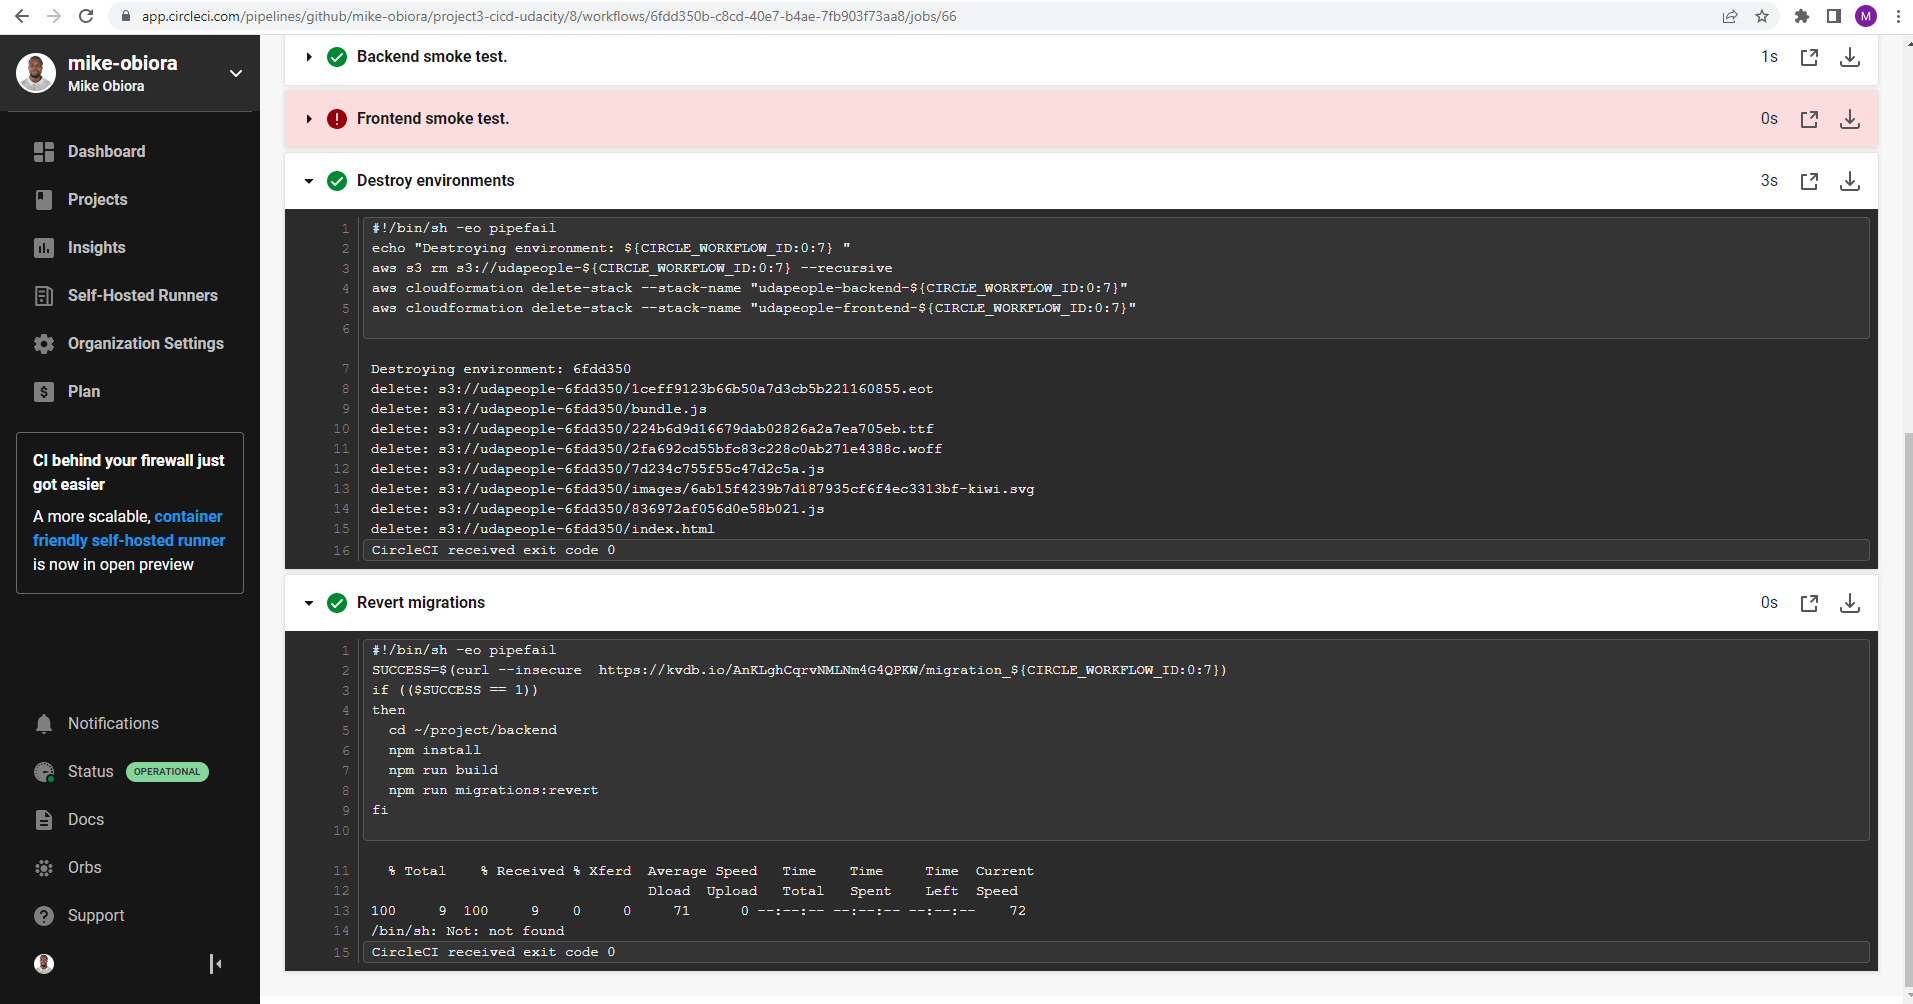 app.circleci.com/pipelines/github/mike-obiora/project3-cicd-udacity/8/workflows/6fdd350b-c8cd-40e7-b4ae-7fb903f73aa8/jobs/66
M
mike-obiora
Mike Obiora
Dashboard
Projects
Insights
Self-Hosted Runners
Organization Settings
Plan
CI behind your firewall just
got easier
A more scalable, container
friendly self-hosted runner
is now in open preview
Notifications
Status OPERATIONAL
Docs
Orbs
Support
Backend smoke test. 1s
Frontend smoke test. 0s
Destroy environments 3s
1 #!/bin/sh -eo pipefail
2 echo "Destroying environment: ${CIRCLE_WORKFLOW_ID:0:7} "
3 aws s3 rm s3://udapeople-${CIRCLE_WORKFLOW_ID:0:7} --recursive
4 aws cloudformation delete-stack --stack-name "udapeople-backend-${CIRCLE_WORKFLOW_ID:0:7}"
5 aws cloudformation delete-stack --stack-name "udapeople-frontend-${CIRCLE_WORKFLOW_ID:0:7}"
6
7 Destroying environment: 6fdd350
8 delete: s3://udapeople-6fdd350/1ceff9123b66b50a7d3cb5b221160855.eot
9 delete: s3://udapeople-6fdd350/bundle.js
10 delete: s3://udapeople-6fdd350/224b6d9d16679dab02826a2a7ea705eb.ttf
11 delete: s3://udapeople-6fdd350/2fa692cd55bfc83c228c0ab271e4388c.woff
12 delete: s3://udapeople-6fdd350/7d234c755f55c47d2c5a.js
13 delete: s3://udapeople-6fdd350/images/6ab15f4239b7d187935cf6f4ec3313bf-kiwi.svg
14 delete: s3://udapeople-6fdd350/836972af056d0e58b021.js
15 delete: s3://udapeople-6fdd350/index.html
16 CircleCI received exit code 0
Revert migrations 0s
1 #!/bin/sh -eo pipefail
2 SUCCESS=$(curl --insecure  https://kvdb.io/AnKLghCqrvNMLNm4G4QPKW/migration_${CIRCLE_WORKFLOW_ID:0:7})
3 if (($SUCCESS == 1))
4 then
5 cd ~/project/backend
6 npm install
7 npm run build
8 npm run migrations:revert
9 fi
10
11 % Total % Received % Xferd Average Speed Time Time Time Current
12 Dload Upload Total Spent Left Speed
13 100 9 100 9 0 0 71 0 --:--:-- --:--:-- --:--:-- 72
14 /bin/sh: Not: not found
15 CircleCI received exit code 0